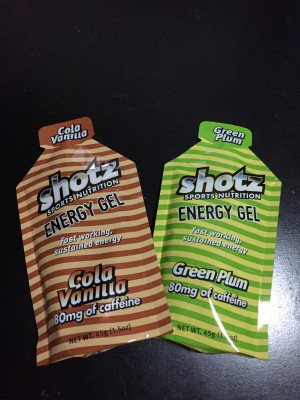 Cola
Vanilla
shotz
SPORTS NUTRITION
ENERGY GEL
Fast working,
sustained energy
Cola
Vanilla
80mg of caffeine
NET WT. 45g (1.5oz)
Green
Plum
shotz
SPORTS NUTRITION
ENERGY GEL
Fast working,
sustained energy
Green Plum
80mg of caffeine
NET WT. 45g (1.5oz)